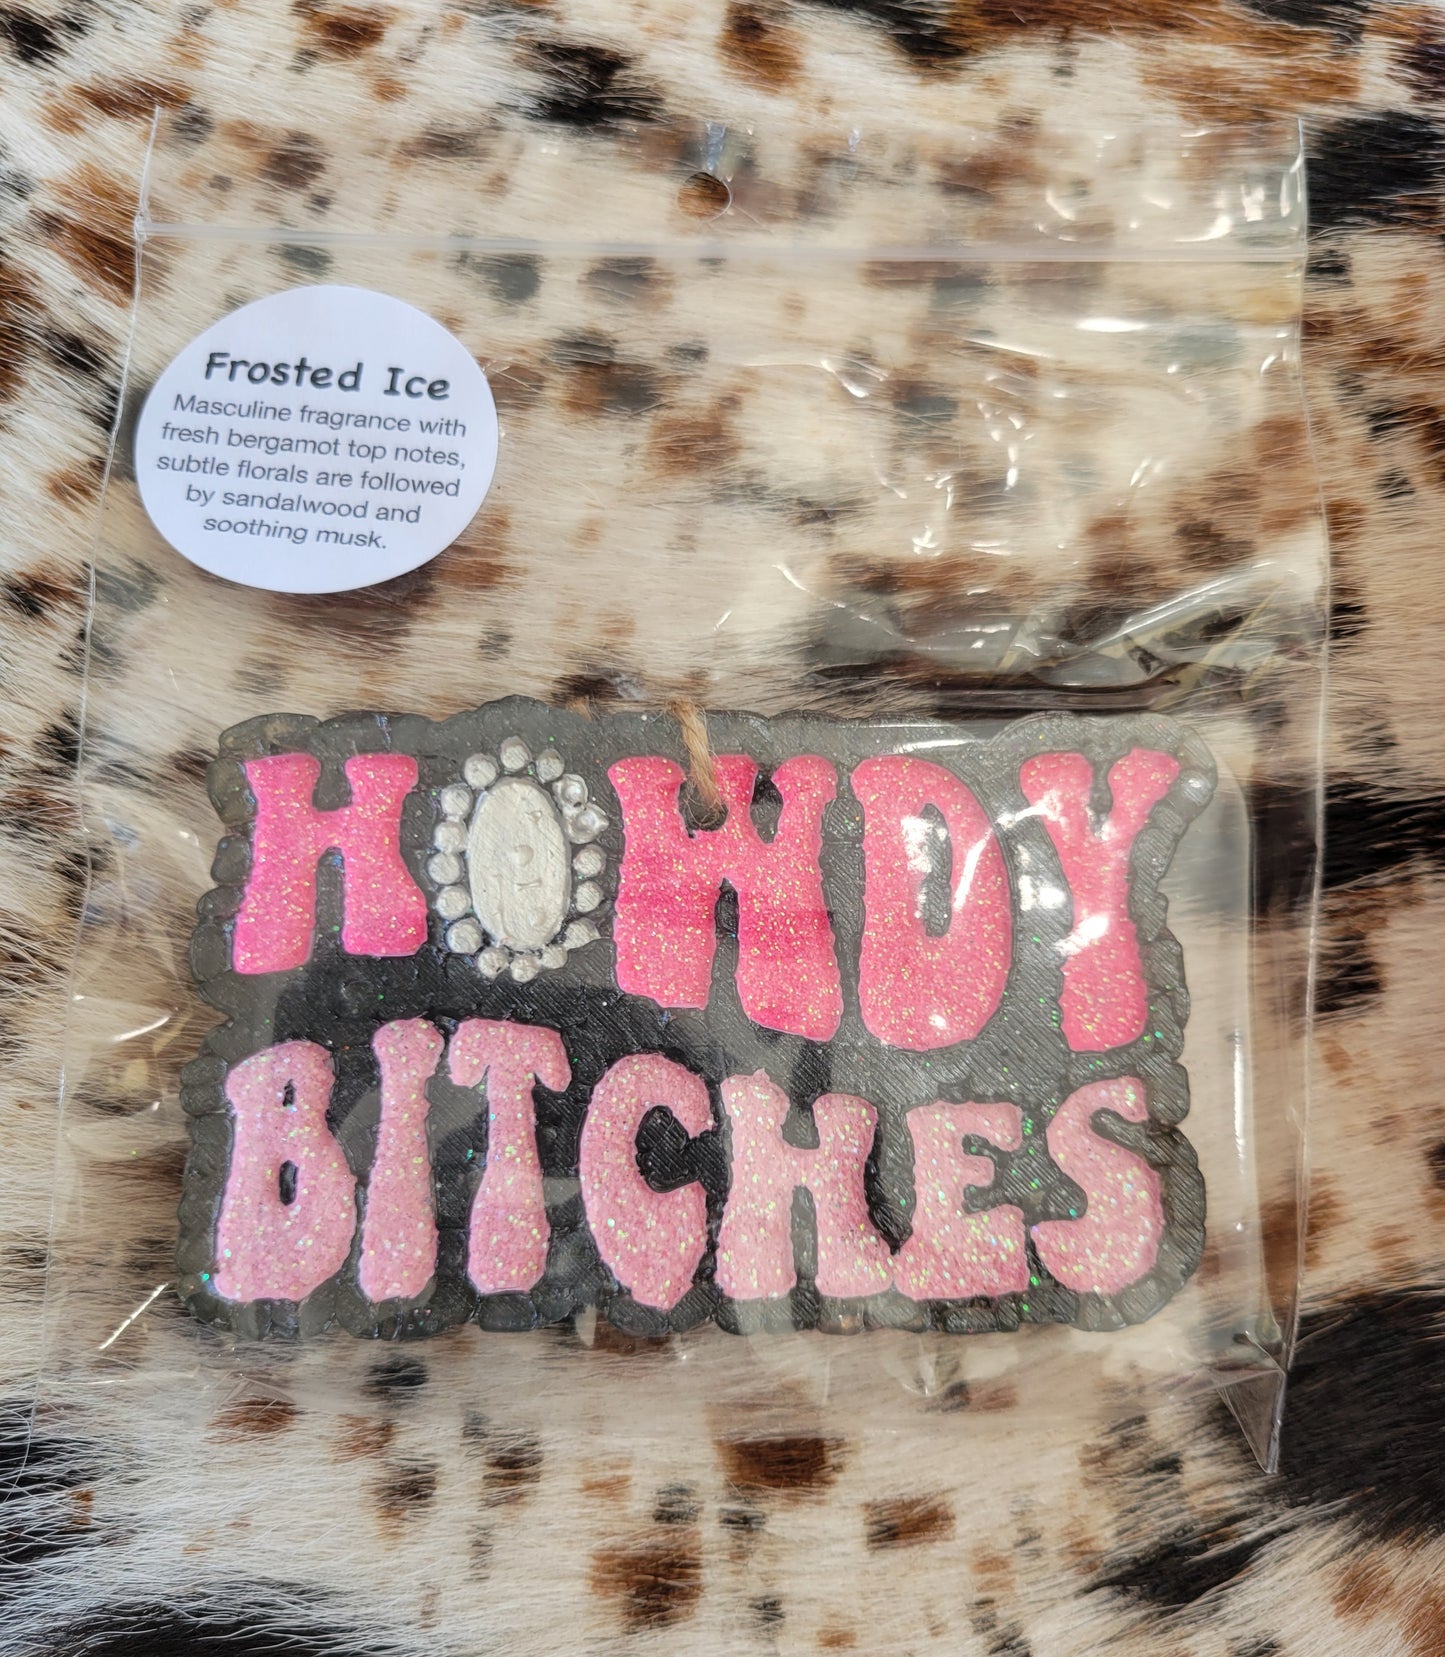 Frosted Ice
Masculine fragrance with
fresh bergamot top notes,
subtle florals are followed
by sandalwood and
soothing musk.
HOWDY
BITCHES